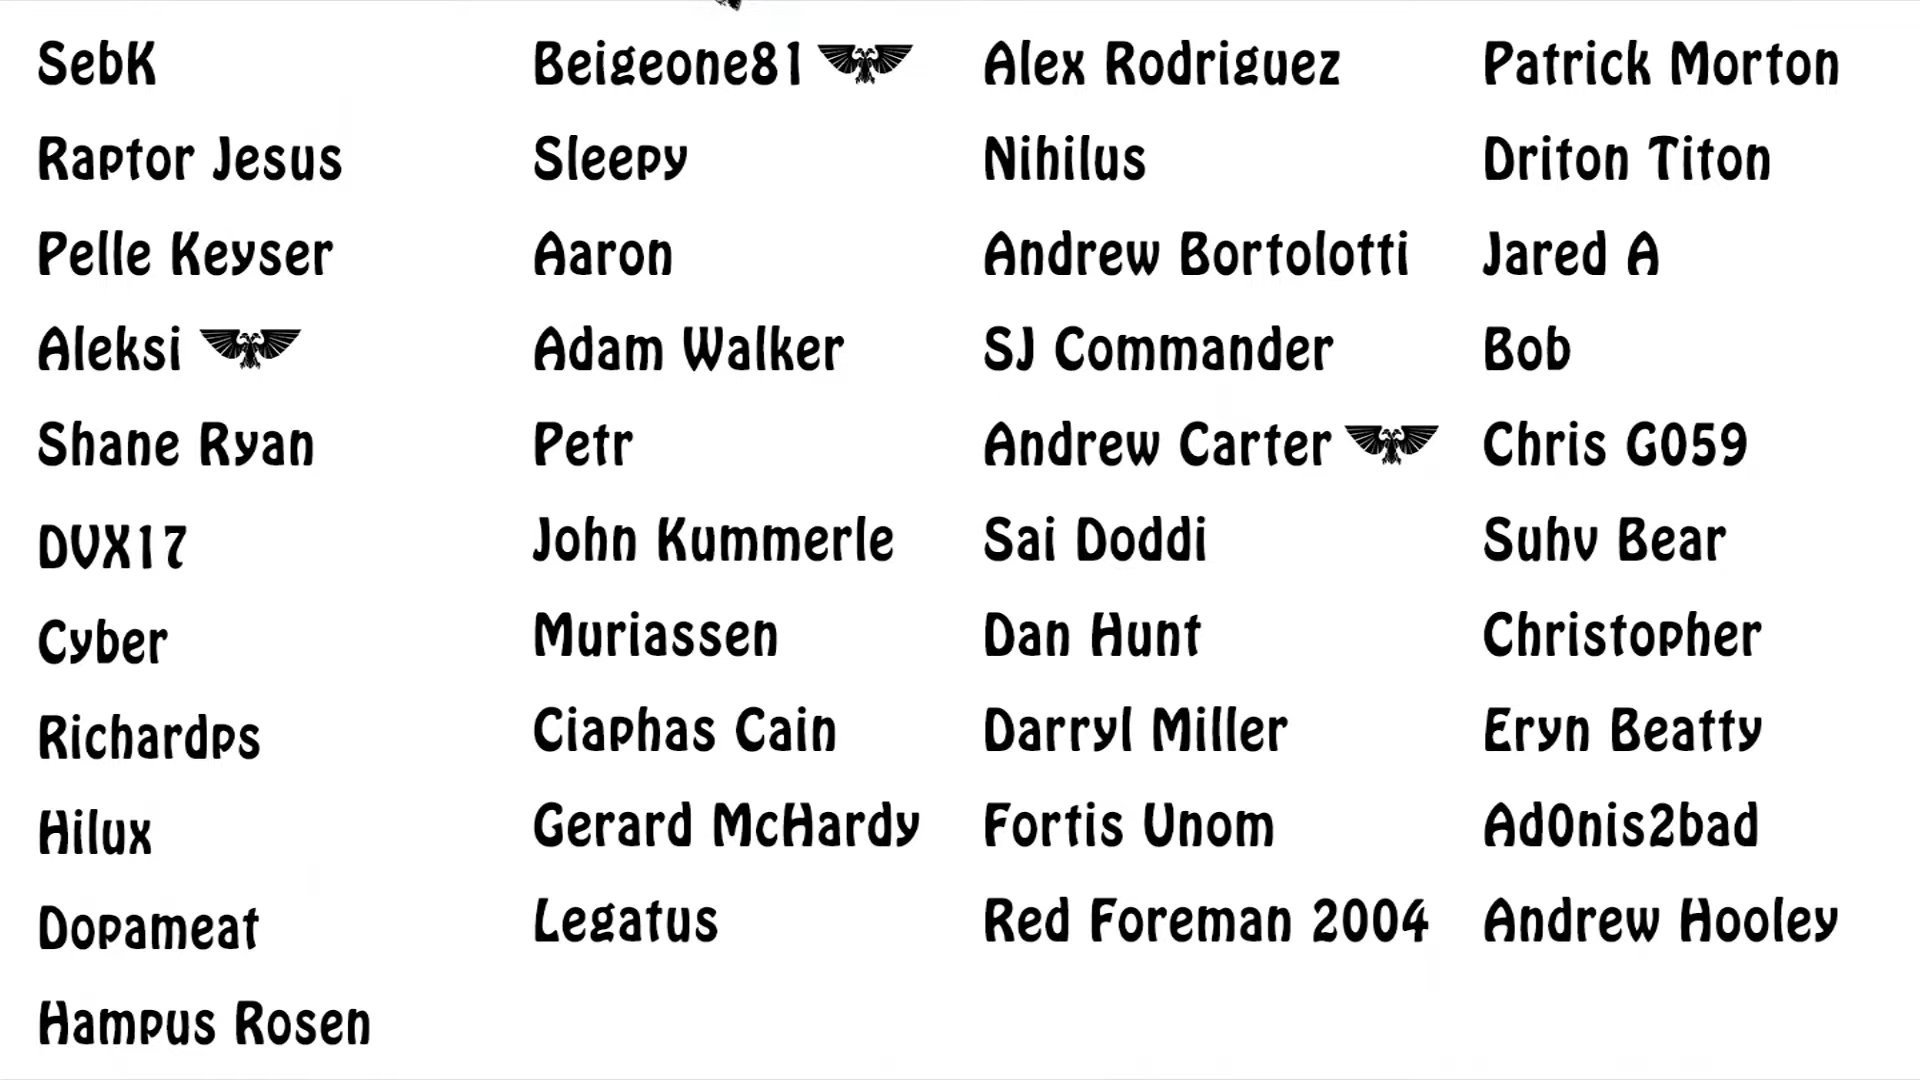 SebK
Raptor Jesus
Pelle Keyser
Aleksi
Shane Ryan
DVX17
Cyber
Richardps
Hilux
Dopameat
Hampus Rosen
Beigeone81
Sleepy
Aaron
Adam Walker
Petr
John Kummerle
Muriassen
Ciaphas Cain
Gerard McHardy
Legatus
Alex Rodriguez
Nihilus
Andrew Bortolotti
SJ Commander
Andrew Carter
Sai Doddi
Dan Hunt
Darryl Miller
Fortis Unom
Red Foreman 2004
Patrick Morton
Driton Titon
Jared A
Bob
Chris G059
Suhv Bear
Christopher
Eryn Beatty
Ad0nis2bad
Andrew Hooley